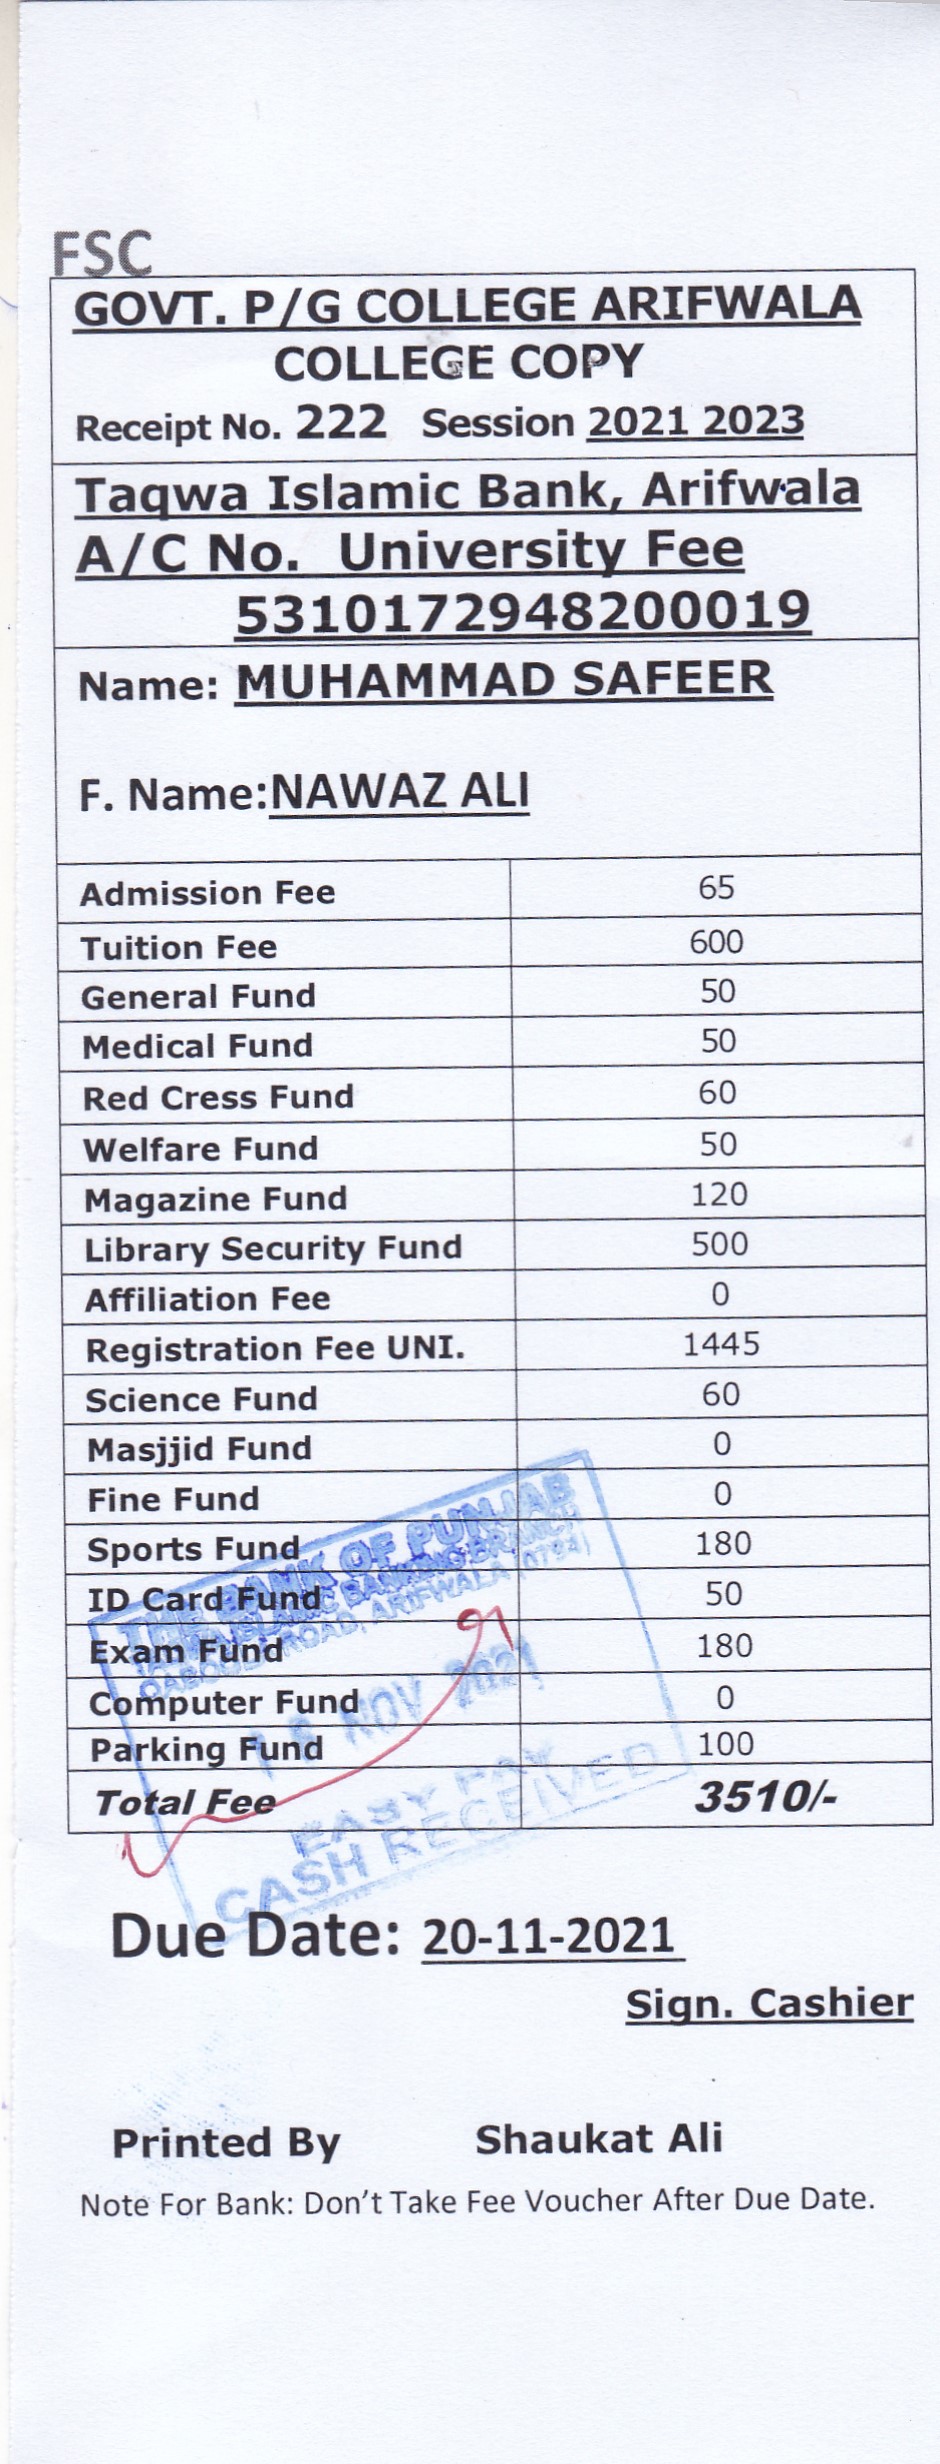 FSC
GOVT. P/G COLLEGE ARIFWALA
COLLEGE COPY
Receipt No. 222 Session 2021 2023
Taqwa Islamic Bank, Arifwala
A/C No. University Fee
5310172948200019
Name: MUHAMMAD SAFEER
F. Name:NAWAZ ALI
Admission Fee 65
Tuition Fee 600
General Fund 50
Medical Fund 50
Red Cress Fund 60
Welfare Fund 50
Magazine Fund 120
Library Security Fund 500
Affiliation Fee 0
Registration Fee UNI. 1445
Science Fund 60
Masjjid Fund 0
Fine Fund 0
Sports Fund 180
ID Card Fund 50
Exam Fund 180
Computer Fund 0
Parking Fund 100
Total Fee 3510/-
THE BANK OF PUNJAB
ISLAMIC BANKING BRANCH
ROAD, ARIFWALA (0794)
NOV 2021
EASY PAY
CASH RECEIVED
Due Date: 20-11-2021
Sign. Cashier
Printed By Shaukat Ali
Note For Bank: Don't Take Fee Voucher After Due Date.